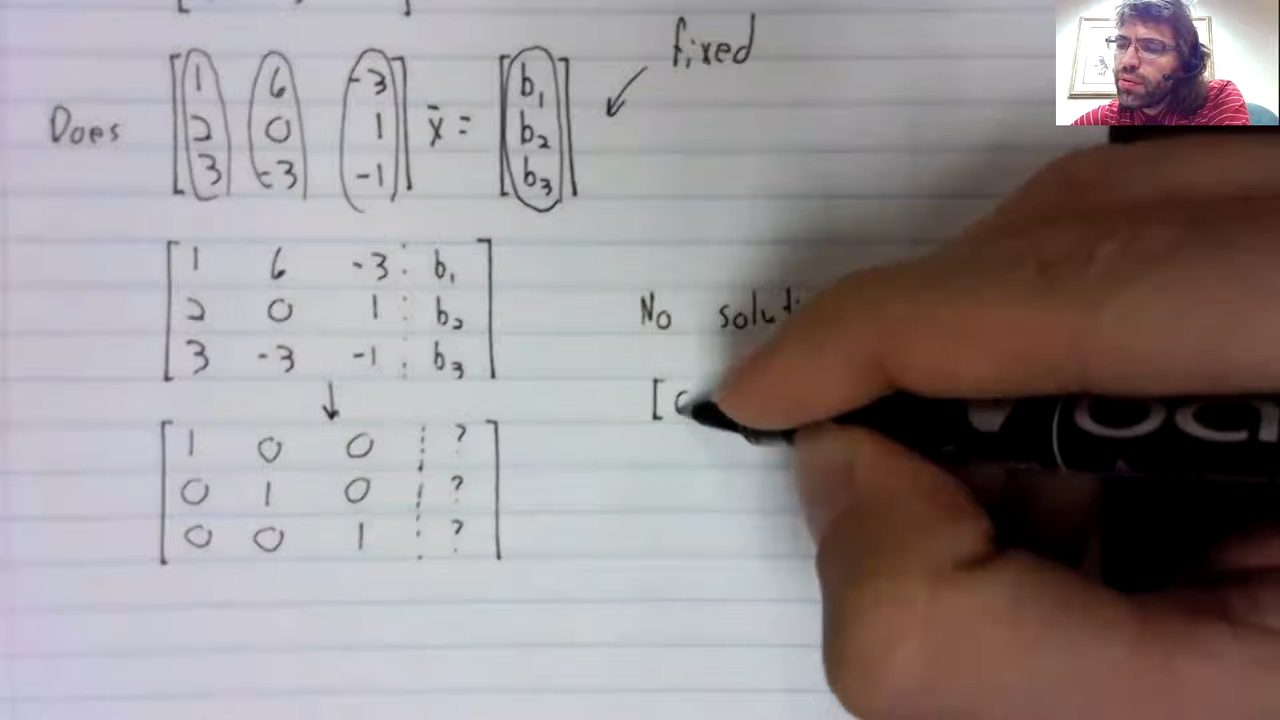 fixed
Does [1 6 -3] x̄ = [b₁]
[2 0 1] [b₂]
[3 -3 -1] [b₃]
[1 6 -3 : b₁]
[2 0 1 : b₂]
[3 -3 -1 : b₃]
No
↓
[1 0 0 : ?]
[0 1 0 : ?]
[0 0 1 : ?]